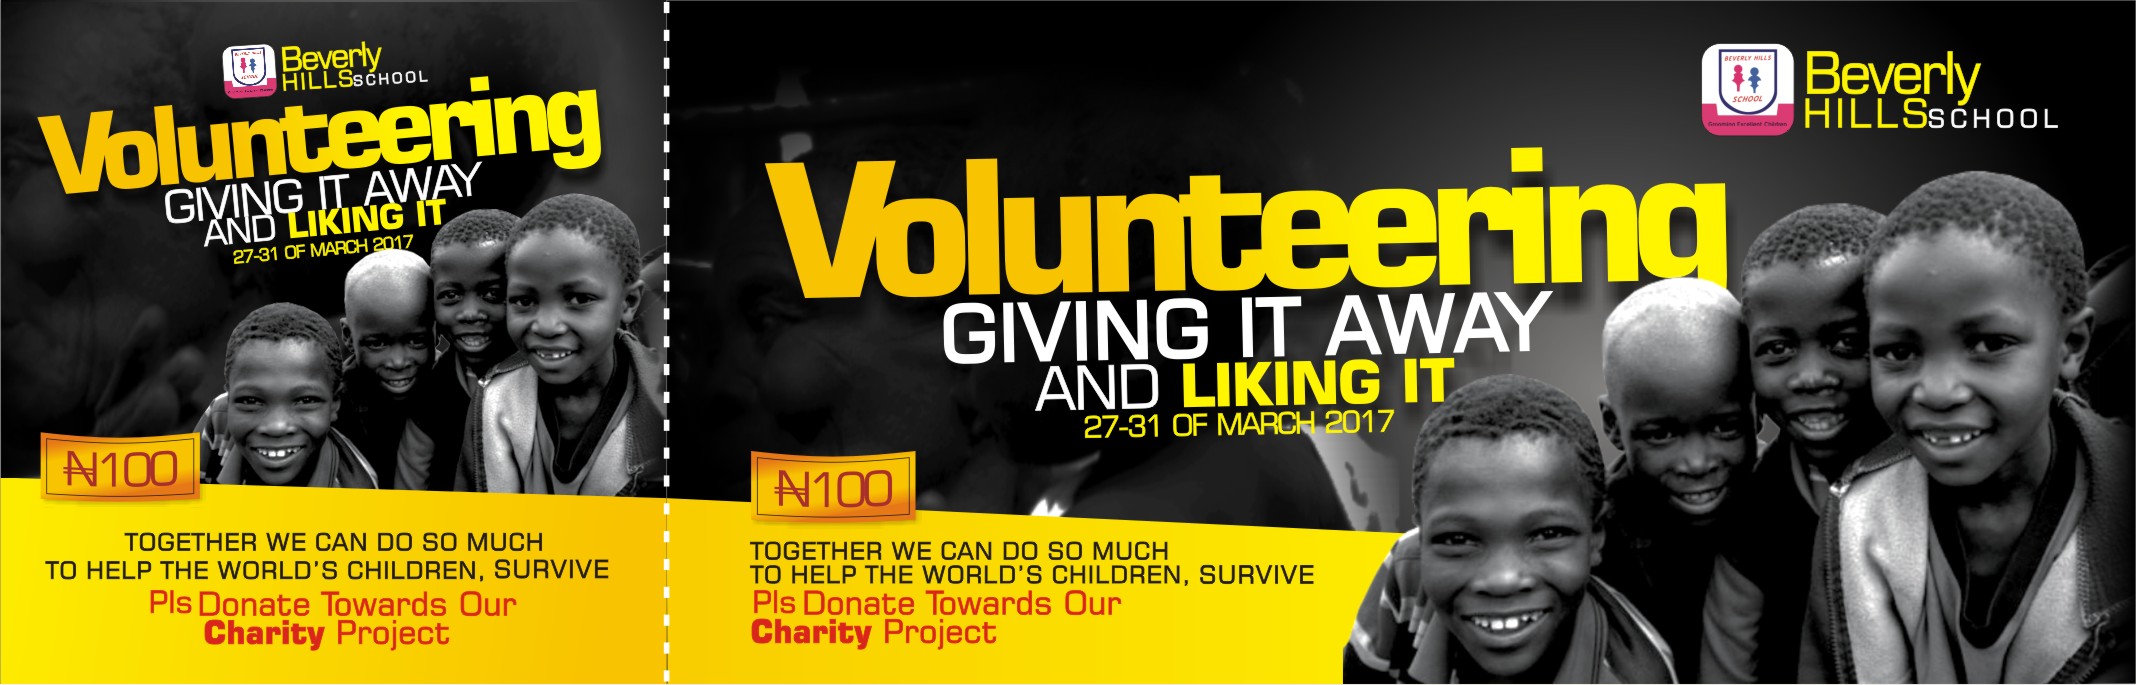 BEVERLY HILLS
SCHOOL
Beverly
HILLSSCHOOL
Volunteering
GIVING IT AWAY
AND LIKING IT
27-31 OF MARCH 2017
₦100
TOGETHER WE CAN DO SO MUCH
TO HELP THE WORLD'S CHILDREN, SURVIVE
Pls Donate Towards Our
Charity Project
BEVERLY HILLS
SCHOOL
Beverly
HILLSSCHOOL
Volunteering
GIVING IT AWAY
AND LIKING IT
27-31 OF MARCH 2017
₦100
TOGETHER WE CAN DO SO MUCH
TO HELP THE WORLD'S CHILDREN, SURVIVE
Pls Donate Towards Our
Charity Project